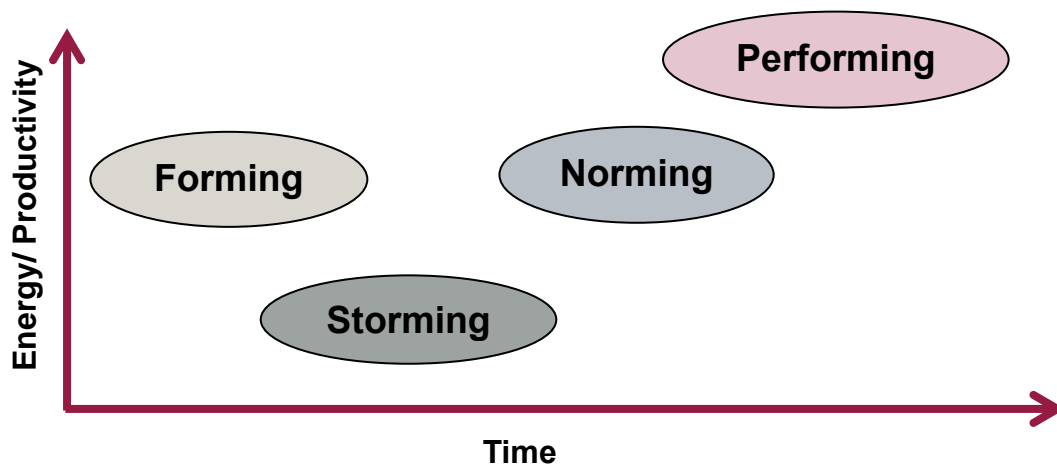 Performing
Forming
Norming
Storming
Energy/ Productivity
Time